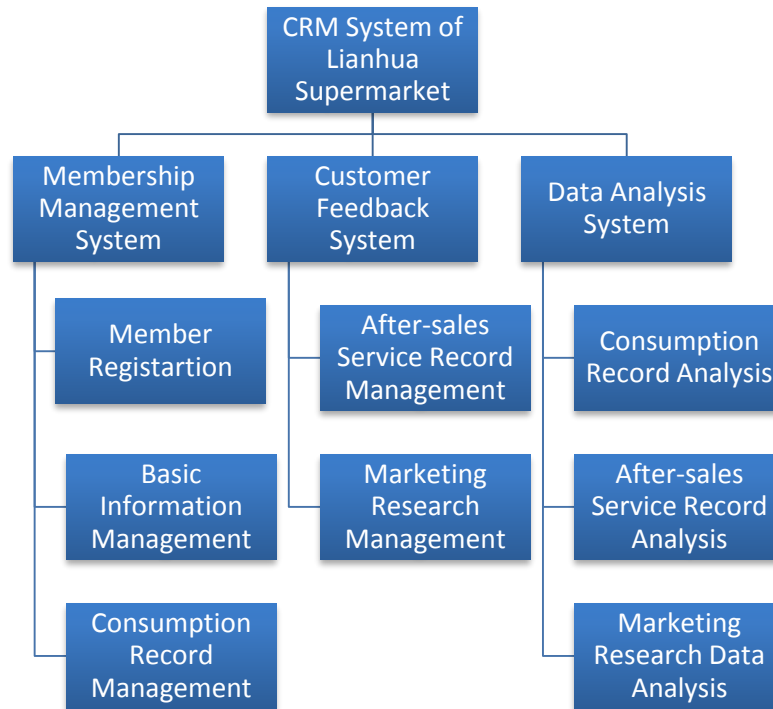 CRM System of
Lianhua
Supermarket
Membership
Management
System
Customer
Feedback
System
Data Analysis
System
Member
Registartion
Basic
Information
Management
Consumption
Record
Management
After-sales
Service Record
Management
Marketing
Research
Management
Consumption
Record Analysis
After-sales
Service Record
Analysis
Marketing
Research Data
Analysis